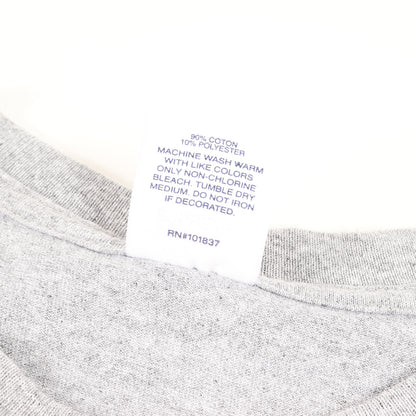 90% COTON
10% POLYESTER
MACHINE WASH WARM
WITH LIKE COLORS
ONLY NON-CHLORINE
BLEACH. TUMBLE DRY
MEDIUM. DO NOT IRON
IF DECORATED.
RN#101837